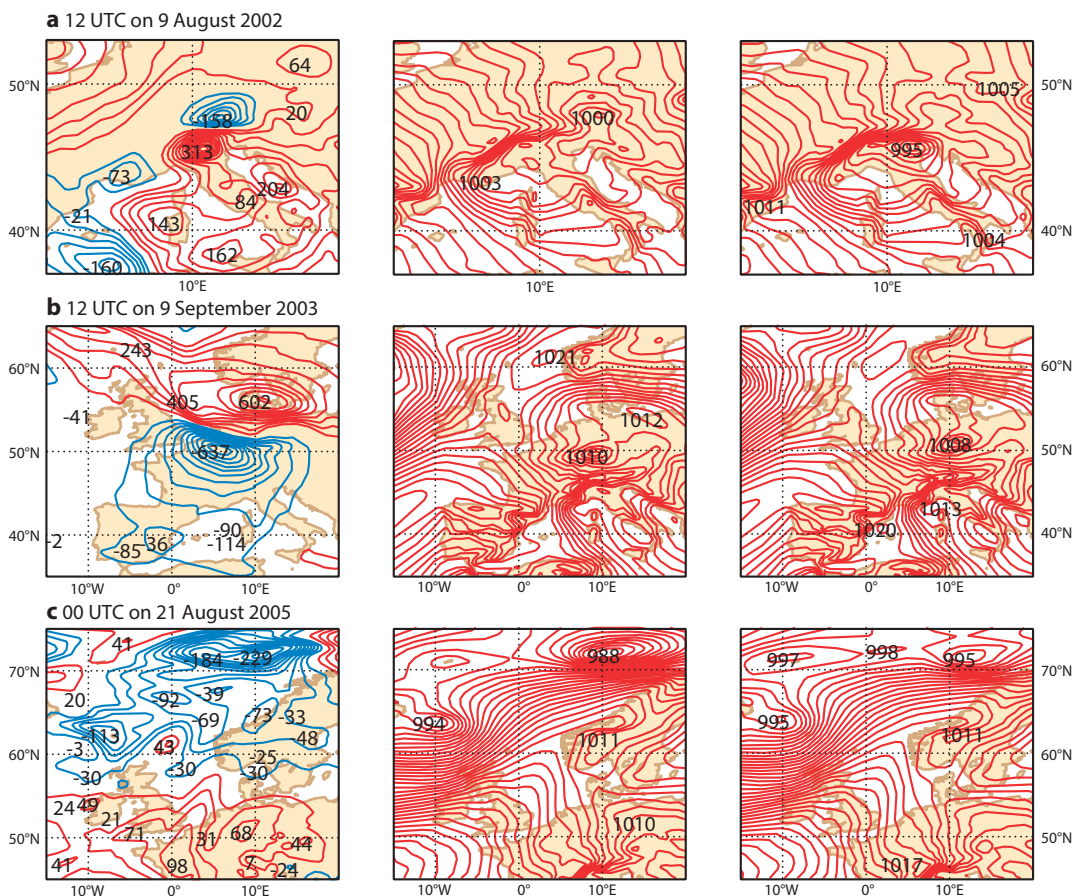 a 12 UTC on 9 August 2002
50°N
40°N
64
-158
20
313
-73
204
84
-21
143
162
-160
10°E
1000
1003
10°E
1005
995
1011
1004
10°E
50°N
40°N
b 12 UTC on 9 September 2003
60°N
50°N
40°N
243
405
602
-41
-637
-90
-2
-85
36
-114
10°W
0°
10°E
1021
1012
1010
10°W
0°
10°E
1008
1013
1020
10°W
0°
10°E
60°N
50°N
40°N
c 00 UTC on 21 August 2005
70°N
60°N
50°N
41
-184
-229
20
-92
-39
-69
-73
-33
-113
-3
43
-48
-25
-30
-30
-30
24
49
21
71
31
68
44
41
98
7
-24
10°W
0°
10°E
988
994
1011
1010
10°W
0°
10°E
997
998
995
995
1011
1017
10°W
0°
10°E
70°N
60°N
50°N